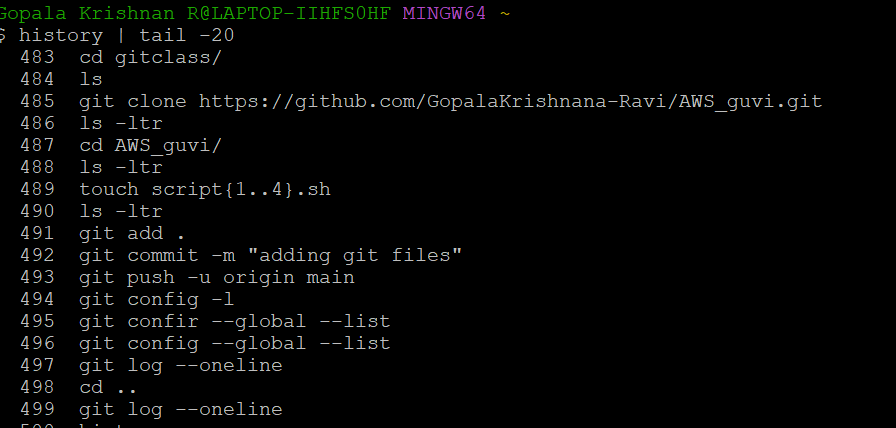 Gopala Krishnan R@LAPTOP-IIHFS0HF MINGW64 ~
$ history | tail -20
483 cd gitclass/
484 ls
485 git clone https://github.com/GopalaKrishnana-Ravi/AWS_guvi.git
486 ls -ltr
487 cd AWS_guvi/
488 ls -ltr
489 touch script{1..4}.sh
490 ls -ltr
491 git add .
492 git commit -m "adding git files"
493 git push -u origin main
494 git config -l
495 git confir --global --list
496 git config --global --list
497 git log --oneline
498 cd ..
499 git log --oneline